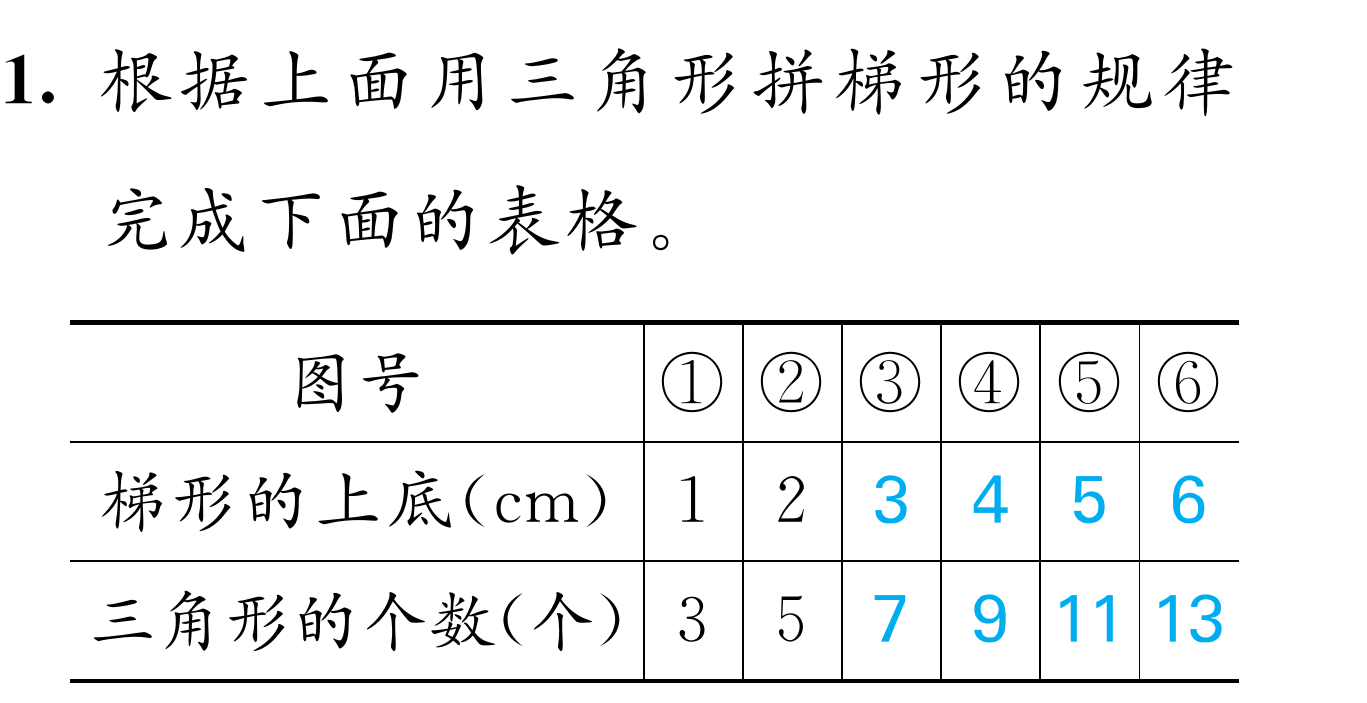 1. 根据上面用三角形拼梯形的规律
完成下面的表格。
图号 ① ② ③ ④ ⑤ ⑥
梯形的上底(cm) 1 2 3 4 5 6
三角形的个数(个) 3 5 7 9 11 13